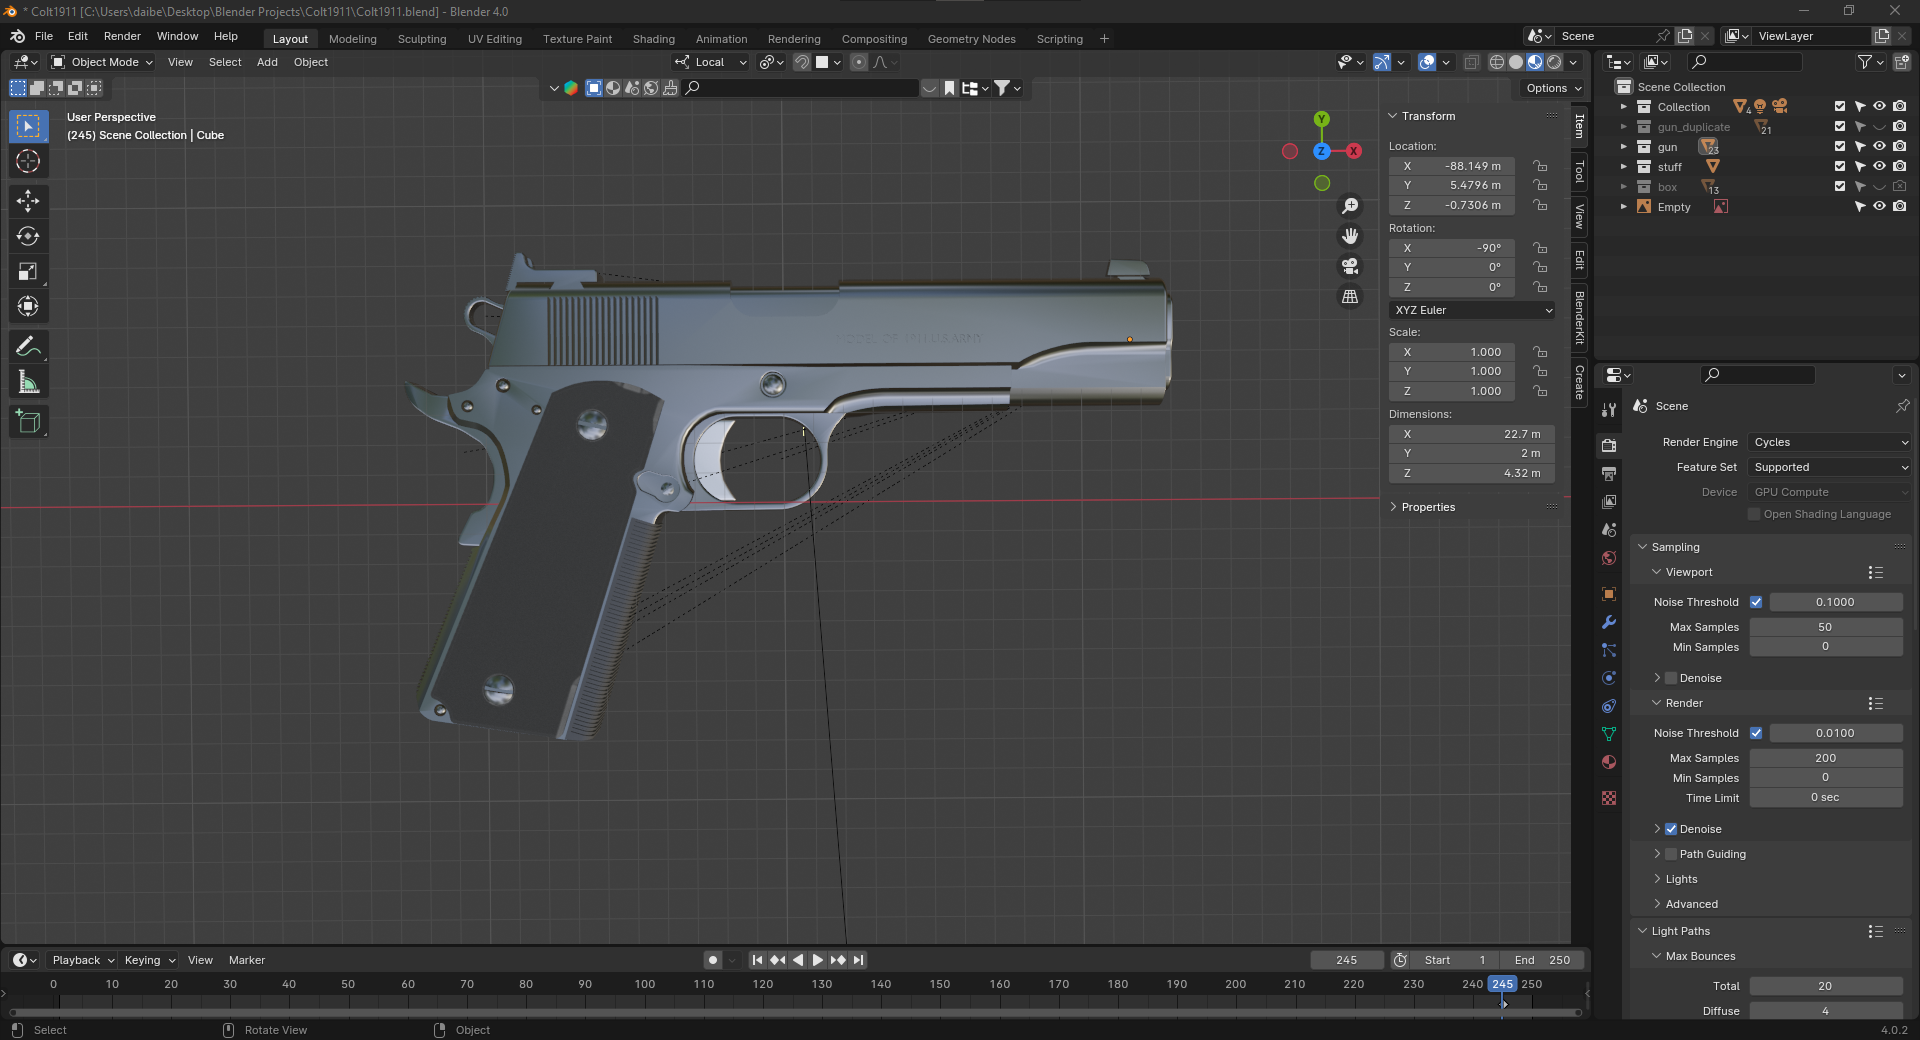 * Colt1911 [C:\Users\daibe\Desktop\Blender Projects\Colt1911\Colt1911.blend] - Blender 4.0
File Edit Render Window Help
Layout Modeling Sculpting UV Editing Texture Paint Shading Animation Rendering Compositing Geometry Nodes Scripting +
Scene
ViewLayer
Object Mode View Select Add Object
Local
Options
User Perspective
(245) Scene Collection | Cube
Y
Z
X
MODEL OF 1911 U.S. ARMY
Transform
Location:
X -88.149 m
Y 5.4796 m
Z -0.7306 m
Rotation:
X -90°
Y 0°
Z 0°
XYZ Euler
Scale:
X 1.000
Y 1.000
Z 1.000
Dimensions:
X 22.7 m
Y 2 m
Z 4.32 m
Properties
Item
Tool
View
Edit
BlenderKit
Create
Scene Collection
Collection 4
gun_duplicate 21
gun 23
stuff
box 13
Empty
Scene
Render Engine Cycles
Feature Set Supported
Device GPU Compute
Open Shading Language
Sampling
Viewport
Noise Threshold 0.1000
Max Samples 50
Min Samples 0
Denoise
Render
Noise Threshold 0.0100
Max Samples 200
Min Samples 0
Time Limit 0 sec
Denoise
Path Guiding
Lights
Advanced
Light Paths
Max Bounces
Total 20
Diffuse 4
Playback Keying View Marker
245 Start 1 End 250
0 10 20 30 40 50 60 70 80 90 100 110 120 130 140 150 160 170 180 190 200 210 220 230 240 245 250
Select Rotate View Object
4.0.2